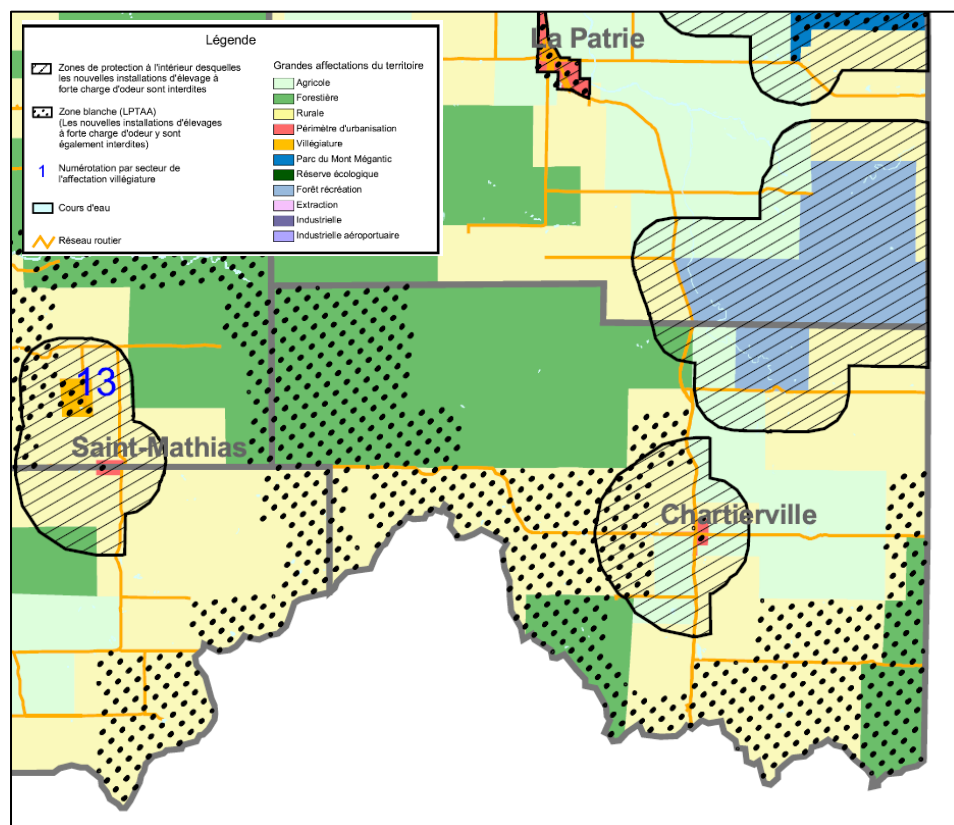 Légende
Zones de protection à l'intérieur desquelles
les nouvelles installations d'élevage à
forte charge d'odeur sont interdites
Zone blanche (LPTAA)
(Les nouvelles installations d'élevages
à forte charge d'odeur y sont
également interdites)
1 Numérotation par secteur de
l'affectation villégiature
Cours d'eau
Réseau routier
Grandes affectations du territoire
Agricole
Forestière
Rurale
Périmètre d'urbanisation
Villégiature
Parc du Mont Mégantic
Réserve écologique
Forêt récréation
Extraction
Industrielle
Industrielle aéroportuaire
La Patrie
13
Saint-Mathias
Chartierville